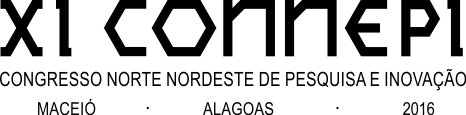 XI CONNEPI
CONGRESSO NORTE NORDESTE DE PESQUISA E INOVAÇÃO
MACEIÓ · ALAGOAS · 2016